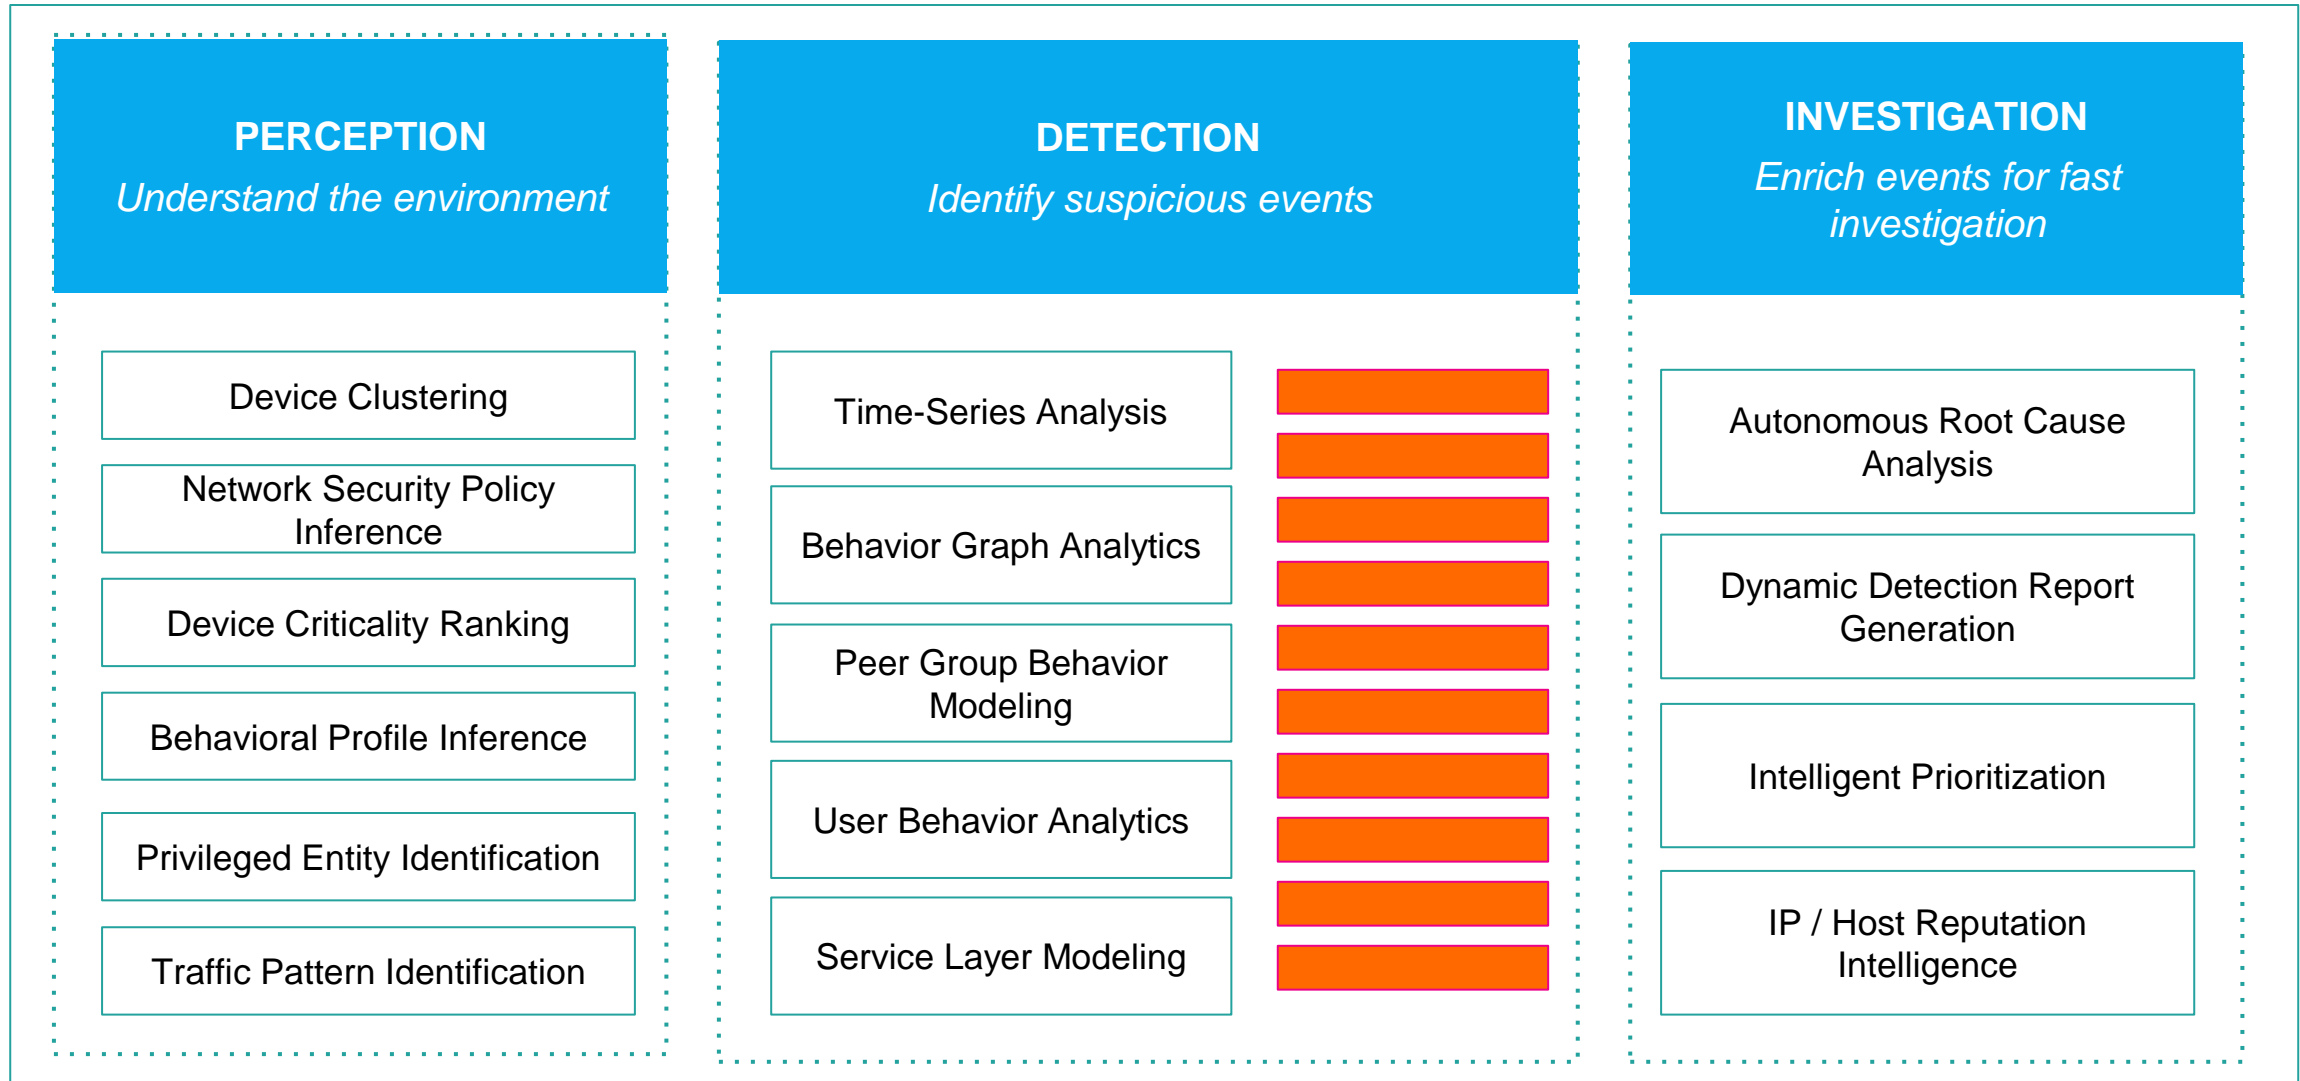 PERCEPTION
Understand the environment
Device Clustering
Network Security Policy
Inference
Device Criticality Ranking
Behavioral Profile Inference
Privileged Entity Identification
Traffic Pattern Identification
DETECTION
Identify suspicious events
Time-Series Analysis
Behavior Graph Analytics
Peer Group Behavior
Modeling
User Behavior Analytics
Service Layer Modeling
INVESTIGATION
Enrich events for fast
investigation
Autonomous Root Cause
Analysis
Dynamic Detection Report
Generation
Intelligent Prioritization
IP / Host Reputation
Intelligence